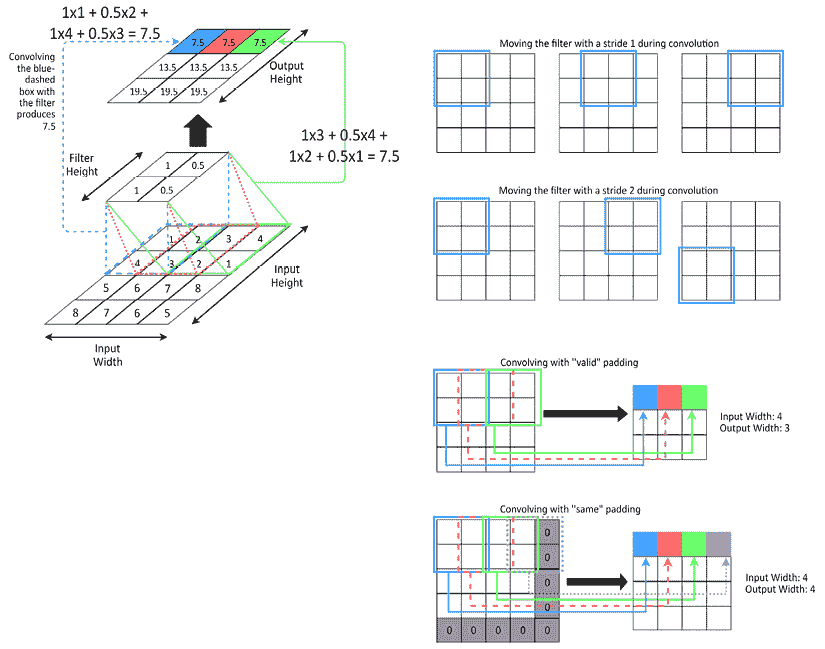 1x1 + 0.5x2 +
1x4 + 0.5x3 = 7.5
Convolving
the blue-
dashed
box with
the filter
produces
7.5
7.5 7.5 7.5
13.5 13.5 13.5
19.5 19.5 19.5
Output
Height
1x3 + 0.5x4 +
1x2 + 0.5x1 = 7.5
Filter
Height
1 0.5
1 0.5
1 2 3 4
4 3 2 1
5 6 7 8
8 7 6 5
Input
Height
Input
Width
Moving the filter with a stride 1 during convolution
Moving the filter with a stride 2 during convolution
Convolving with "valid" padding
Input Width: 4
Output Width: 3
Convolving with "same" padding
0
0
0
0
0 0 0 0 0
Input Width: 4
Output Width: 4